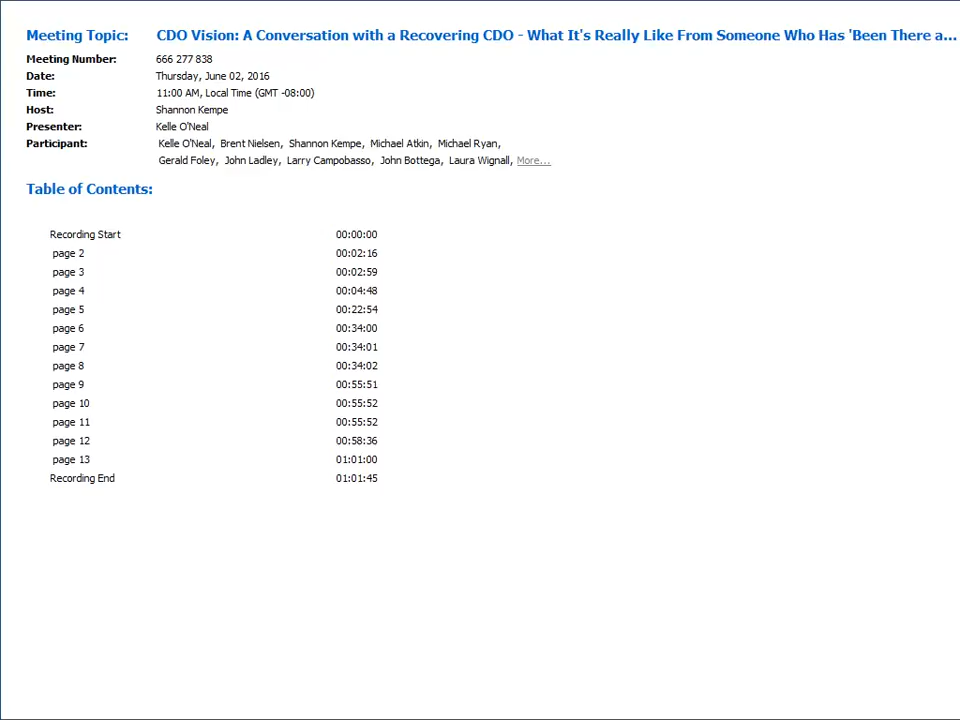 Meeting Topic: CDO Vision: A Conversation with a Recovering CDO - What It's Really Like From Someone Who Has 'Been There a...
Meeting Number: 666 277 838
Date: Thursday, June 02, 2016
Time: 11:00 AM, Local Time (GMT -08:00)
Host: Shannon Kempe
Presenter: Kelle O'Neal
Participant: Kelle O'Neal, Brent Nielsen, Shannon Kempe, Michael Atkin, Michael Ryan,
Gerald Foley, John Ladley, Larry Campobasso, John Bottega, Laura Wignall, More...
Table of Contents:
Recording Start 00:00:00
page 2 00:02:16
page 3 00:02:59
page 4 00:04:48
page 5 00:22:54
page 6 00:34:00
page 7 00:34:01
page 8 00:34:02
page 9 00:55:51
page 10 00:55:52
page 11 00:55:52
page 12 00:58:36
page 13 01:01:00
Recording End 01:01:45